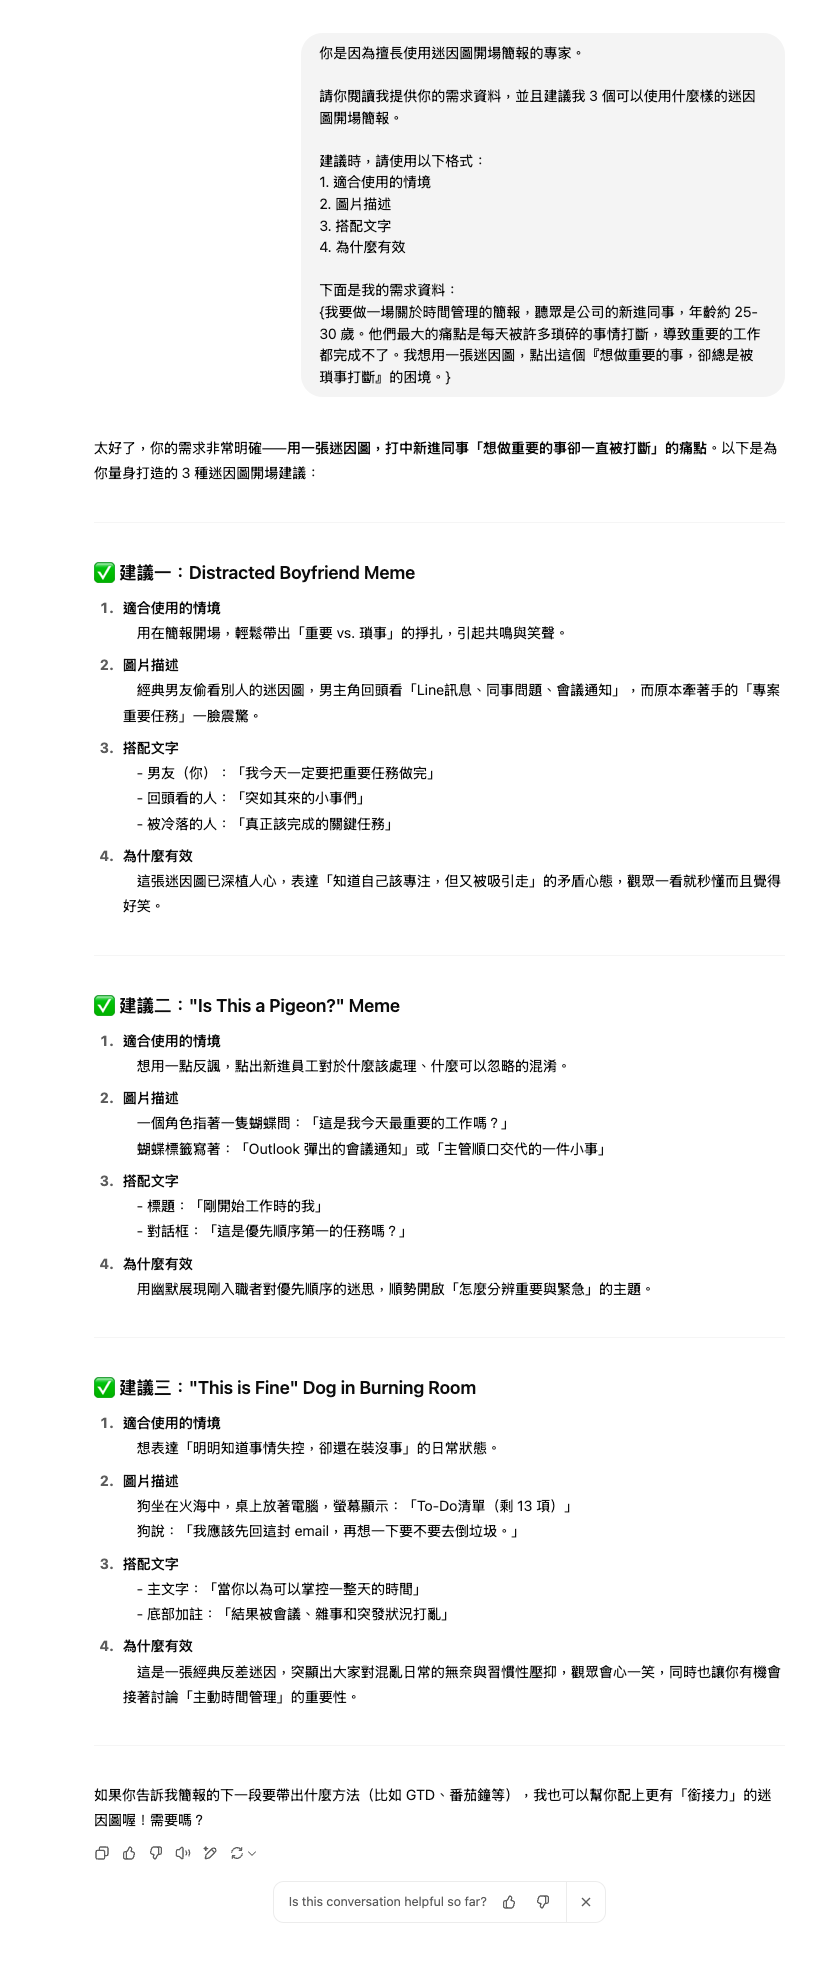 你是因為擅長使用迷因圖開場簡報的專家。
請你閱讀我提供你的需求資料，並且建議我 3 個可以使用什麼樣的迷因
圖開場簡報。
建議時，請使用以下格式：
1. 適合使用的情境
2. 圖片描述
3. 搭配文字
4. 為什麼有效
下面是我的需求資料：
{我要做一場關於時間管理的簡報，聽眾是公司的新進同事，年齡約 25-
30 歲。他們最大的痛點是每天被許多瑣碎的事情打斷，導致重要的工作
都完成不了。我想用一張迷因圖，點出這個『想做重要的事，卻總是被
瑣事打斷』的困境。}
太好了，你的需求非常明確——用一張迷因圖，打中新進同事「想做重要的事卻一直被打斷」的痛點。以下是為
你量身打造的 3 種迷因圖開場建議：
✅ 建議一：Distracted Boyfriend Meme
1. 適合使用的情境
用在簡報開場，輕鬆帶出「重要 vs. 瑣事」的掙扎，引起共鳴與笑聲。
2. 圖片描述
經典男友偷看別人的迷因圖，男主角回頭看「Line訊息、同事問題、會議通知」，而原本牽著手的「專案
重要任務」一臉震驚。
3. 搭配文字
- 男友（你）：「我今天一定要把重要任務做完」
- 回頭看的人：「突如其來的小事們」
- 被冷落的人：「真正該完成的關鍵任務」
4. 為什麼有效
這張迷因圖已深植人心，表達「知道自己該專注，但又被吸引走」的矛盾心態，觀眾一看就秒懂而且覺得
好笑。
✅ 建議二："Is This a Pigeon?" Meme
1. 適合使用的情境
想用一點反諷，點出新進員工對於什麼該處理、什麼可以忽略的混淆。
2. 圖片描述
一個角色指著一隻蝴蝶問：「這是我今天最重要的工作嗎？」
蝴蝶標籤寫著：「Outlook 彈出的會議通知」或「主管順口交代的一件小事」
3. 搭配文字
- 標題：「剛開始工作時的我」
- 對話框：「這是優先順序第一的任務嗎？」
4. 為什麼有效
用幽默展現剛入職者對優先順序的迷思，順勢開啟「怎麼分辨重要與緊急」的主題。
✅ 建議三："This is Fine" Dog in Burning Room
1. 適合使用的情境
想表達「明明知道事情失控，卻還在裝沒事」的日常狀態。
2. 圖片描述
狗坐在火海中，桌上放著電腦，螢幕顯示：「To-Do清單（剩 13 項）」
狗說：「我應該先回這封 email，再想一下要不要去倒垃圾。」
3. 搭配文字
- 主文字：「當你以為可以掌控一整天的時間」
- 底部加註：「結果被會議、雜事和突發狀況打亂」
4. 為什麼有效
這是一張經典反差迷因，突顯出大家對混亂日常的無奈與習慣性壓抑，觀眾會心一笑，同時也讓你有機會
接著討論「主動時間管理」的重要性。
如果你告訴我簡報的下一段要帶出什麼方法（比如 GTD、番茄鐘等），我也可以幫你配上更有「銜接力」的迷
因圖喔！需要嗎？
Is this conversation helpful so far?